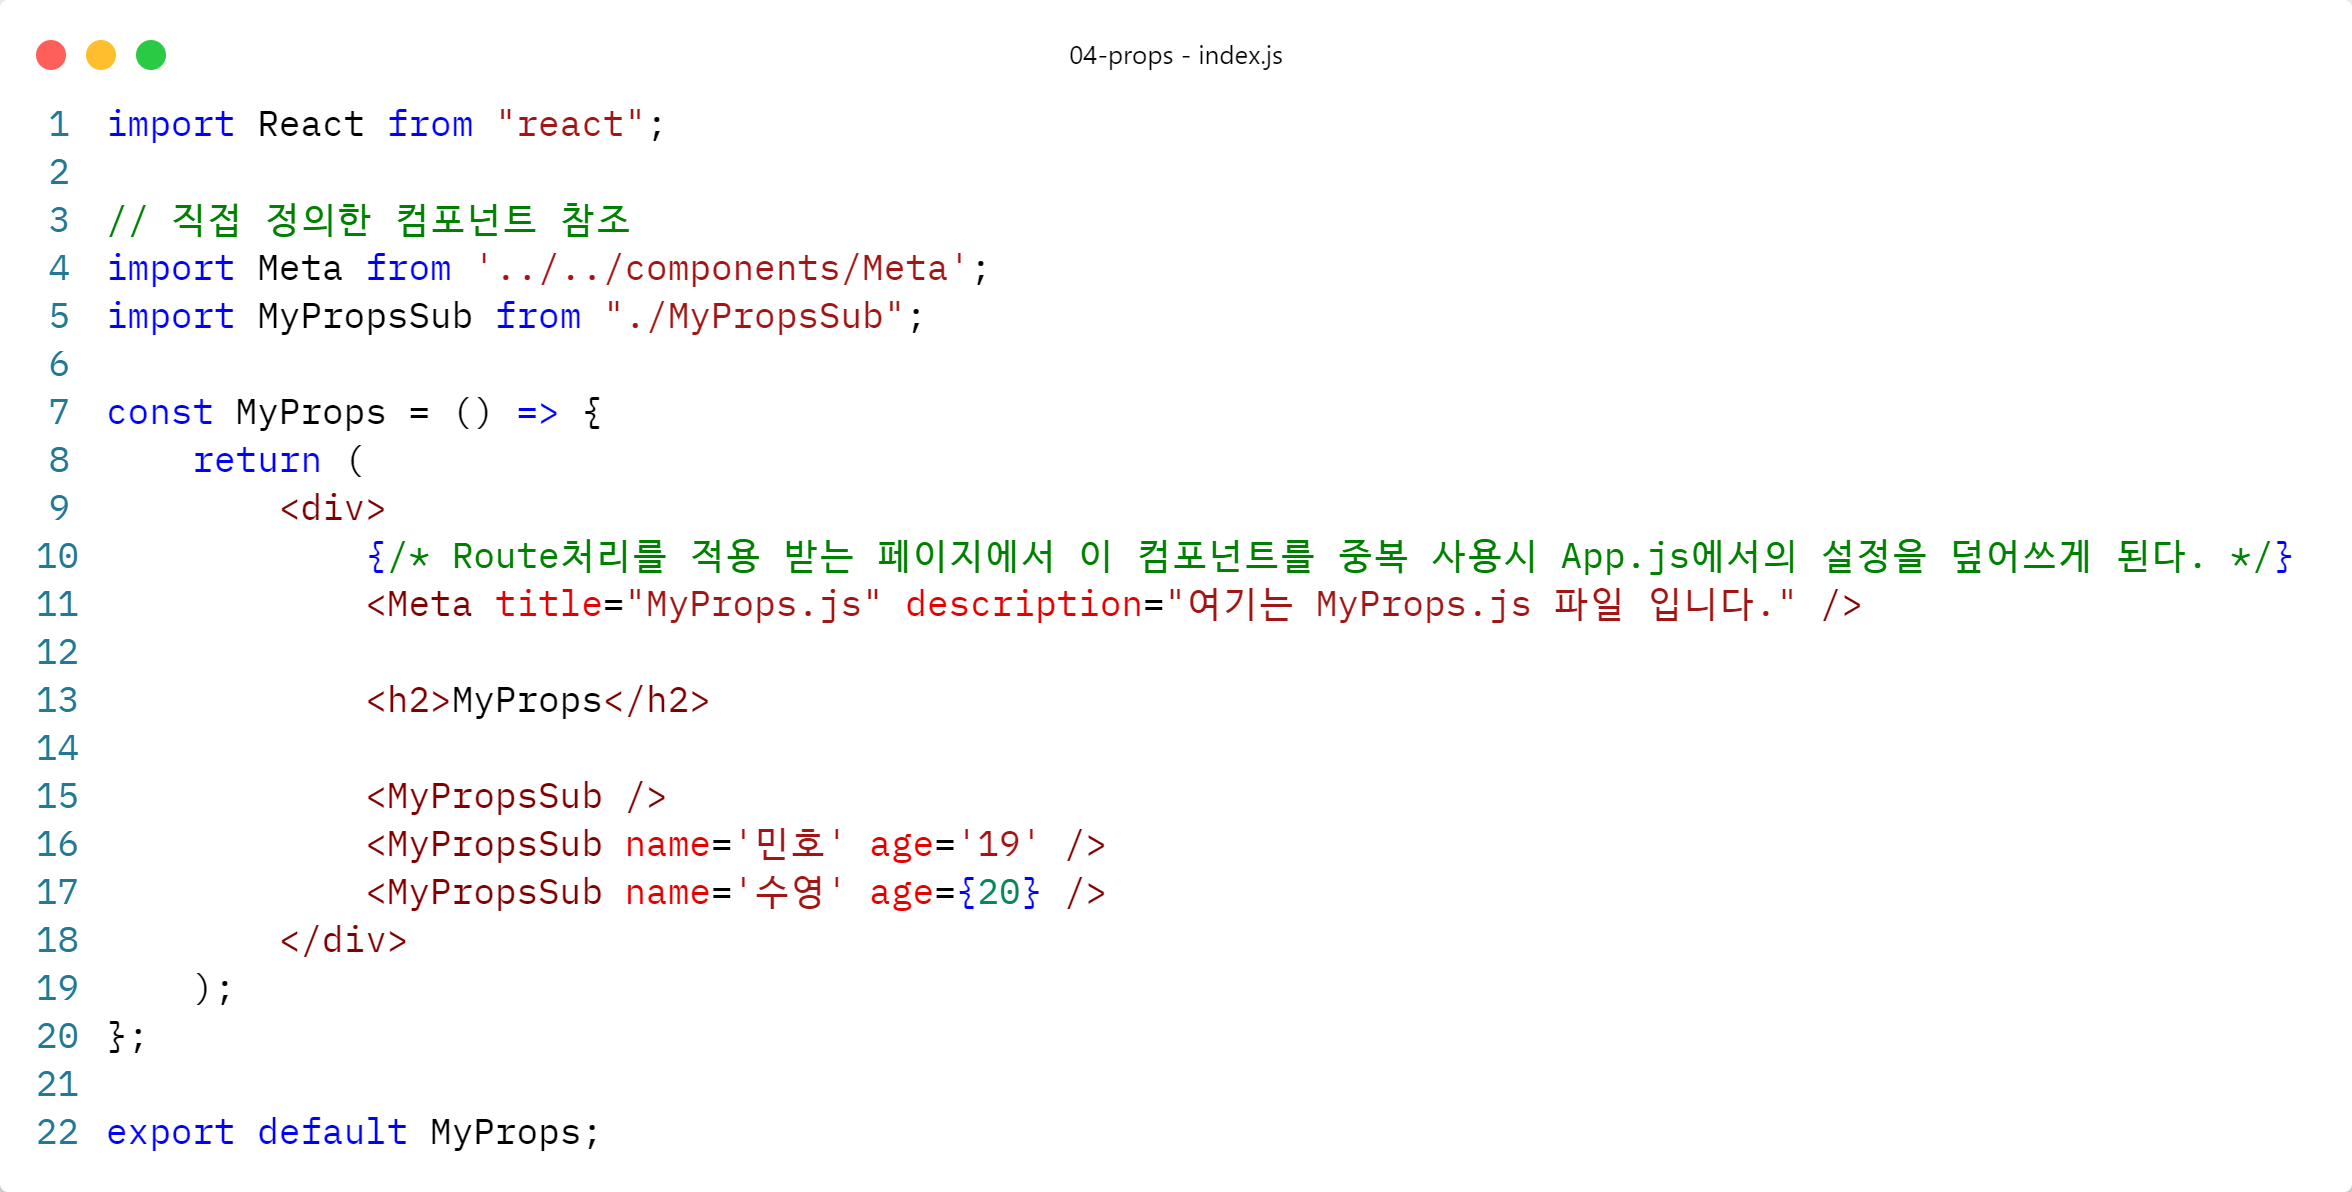 04-props - index.js
1 import React from "react";
2
3 // 직접 정의한 컴포넌트 참조
4 import Meta from '../../components/Meta';
5 import MyPropsSub from "./MyPropsSub";
6
7 const MyProps = () => {
8     return (
9         <div>
10             {/* Route처리를 적용 받는 페이지에서 이 컴포넌트를 중복 사용시 App.js에서의 설정을 덮어쓰게 된다. */}
11             <Meta title="MyProps.js" description="여기는 MyProps.js 파일 입니다." />
12
13             <h2>MyProps</h2>
14
15             <MyPropsSub />
16             <MyPropsSub name='민호' age='19' />
17             <MyPropsSub name='수영' age={20} />
18         </div>
19     );
20 };
21
22 export default MyProps;